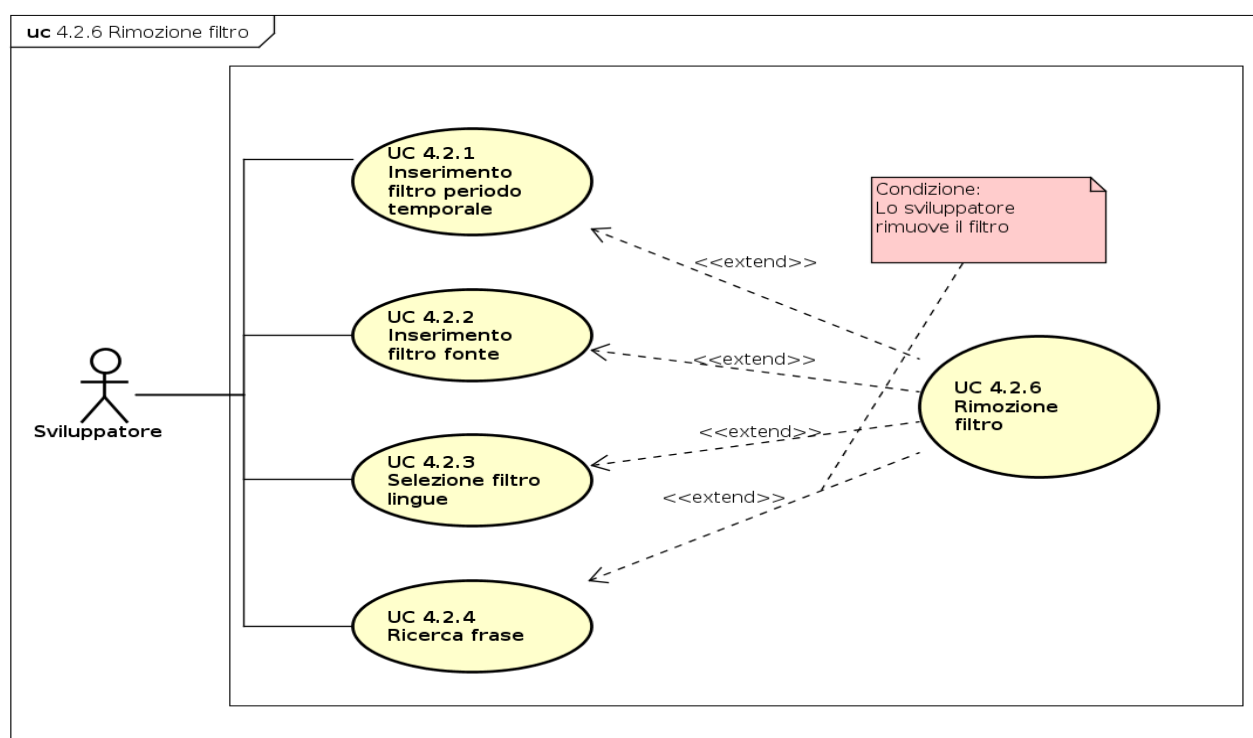 uc 4.2.6 Rimozione filtro
UC 4.2.1
Inserimento
filtro periodo
temporale
Condizione:
Lo sviluppatore
rimuove il filtro
<<extend>>
UC 4.2.2
Inserimento
filtro fonte
<<extend>>
UC 4.2.6
Rimozione
filtro
Sviluppatore
<<extend>>
UC 4.2.3
Selezione filtro
lingue
<<extend>>
UC 4.2.4
Ricerca frase